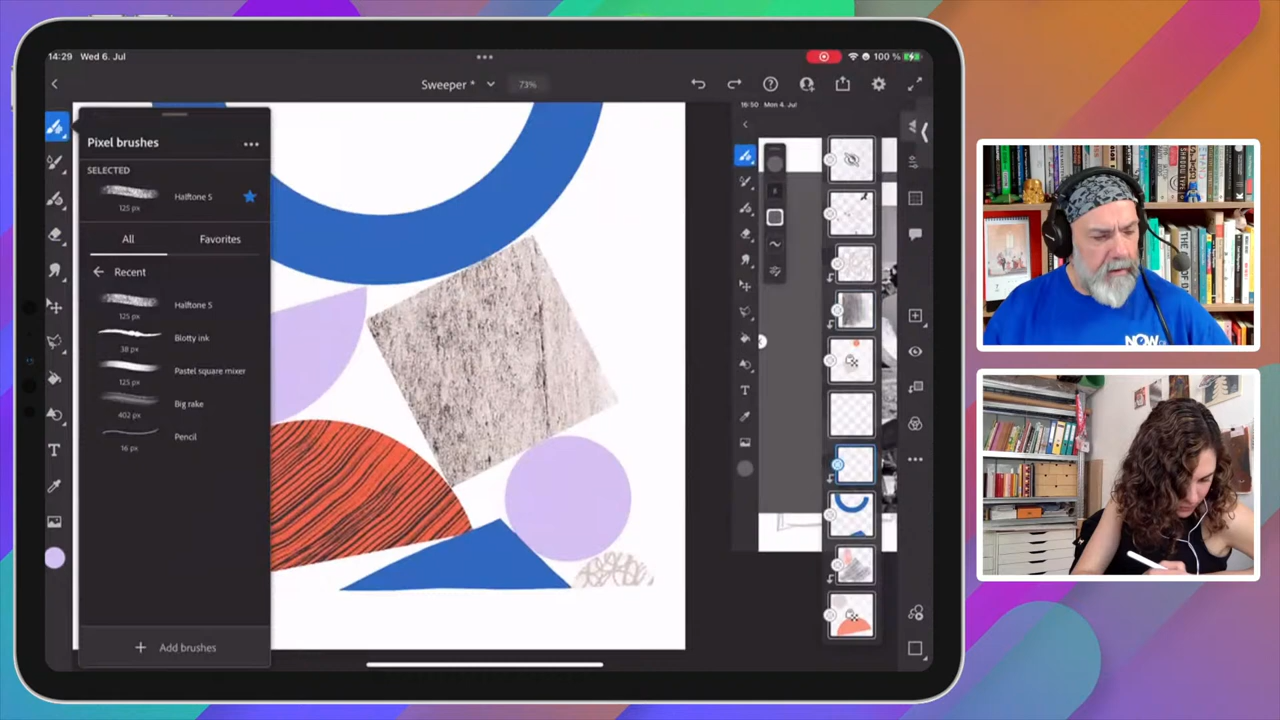 14:29 Wed 6. Jul
100 %
Sweeper *
73%
Pixel brushes
SELECTED
Halftone 5
125 px
All
Favorites
Recent
Halftone 5
125 px
Blotty ink
38 px
Pastel square mixer
125 px
Big rake
402 px
Pencil
16 px
Add brushes
16:50 Mon 4. Jul
T
T
NOW
SHADOW TYPE